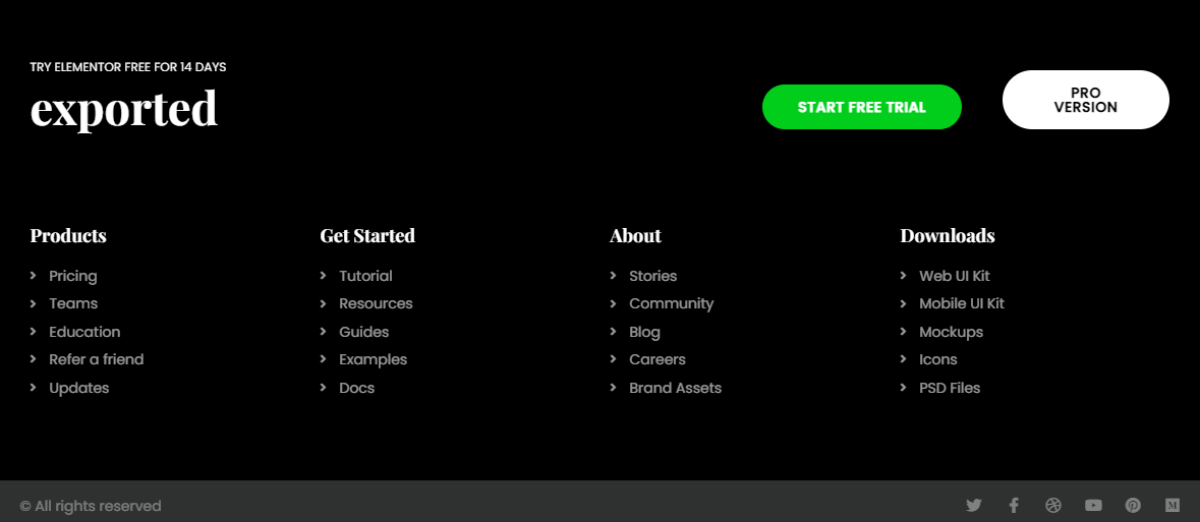 TRY ELEMENTOR FREE FOR 14 DAYS
exported
START FREE TRIAL
PRO
VERSION
Products
Pricing
Teams
Education
Refer a friend
Updates
Get Started
Tutorial
Resources
Guides
Examples
Docs
About
Stories
Community
Blog
Careers
Brand Assets
Downloads
Web UI Kit
Mobile UI Kit
Mockups
Icons
PSD Files
© All rights reserved